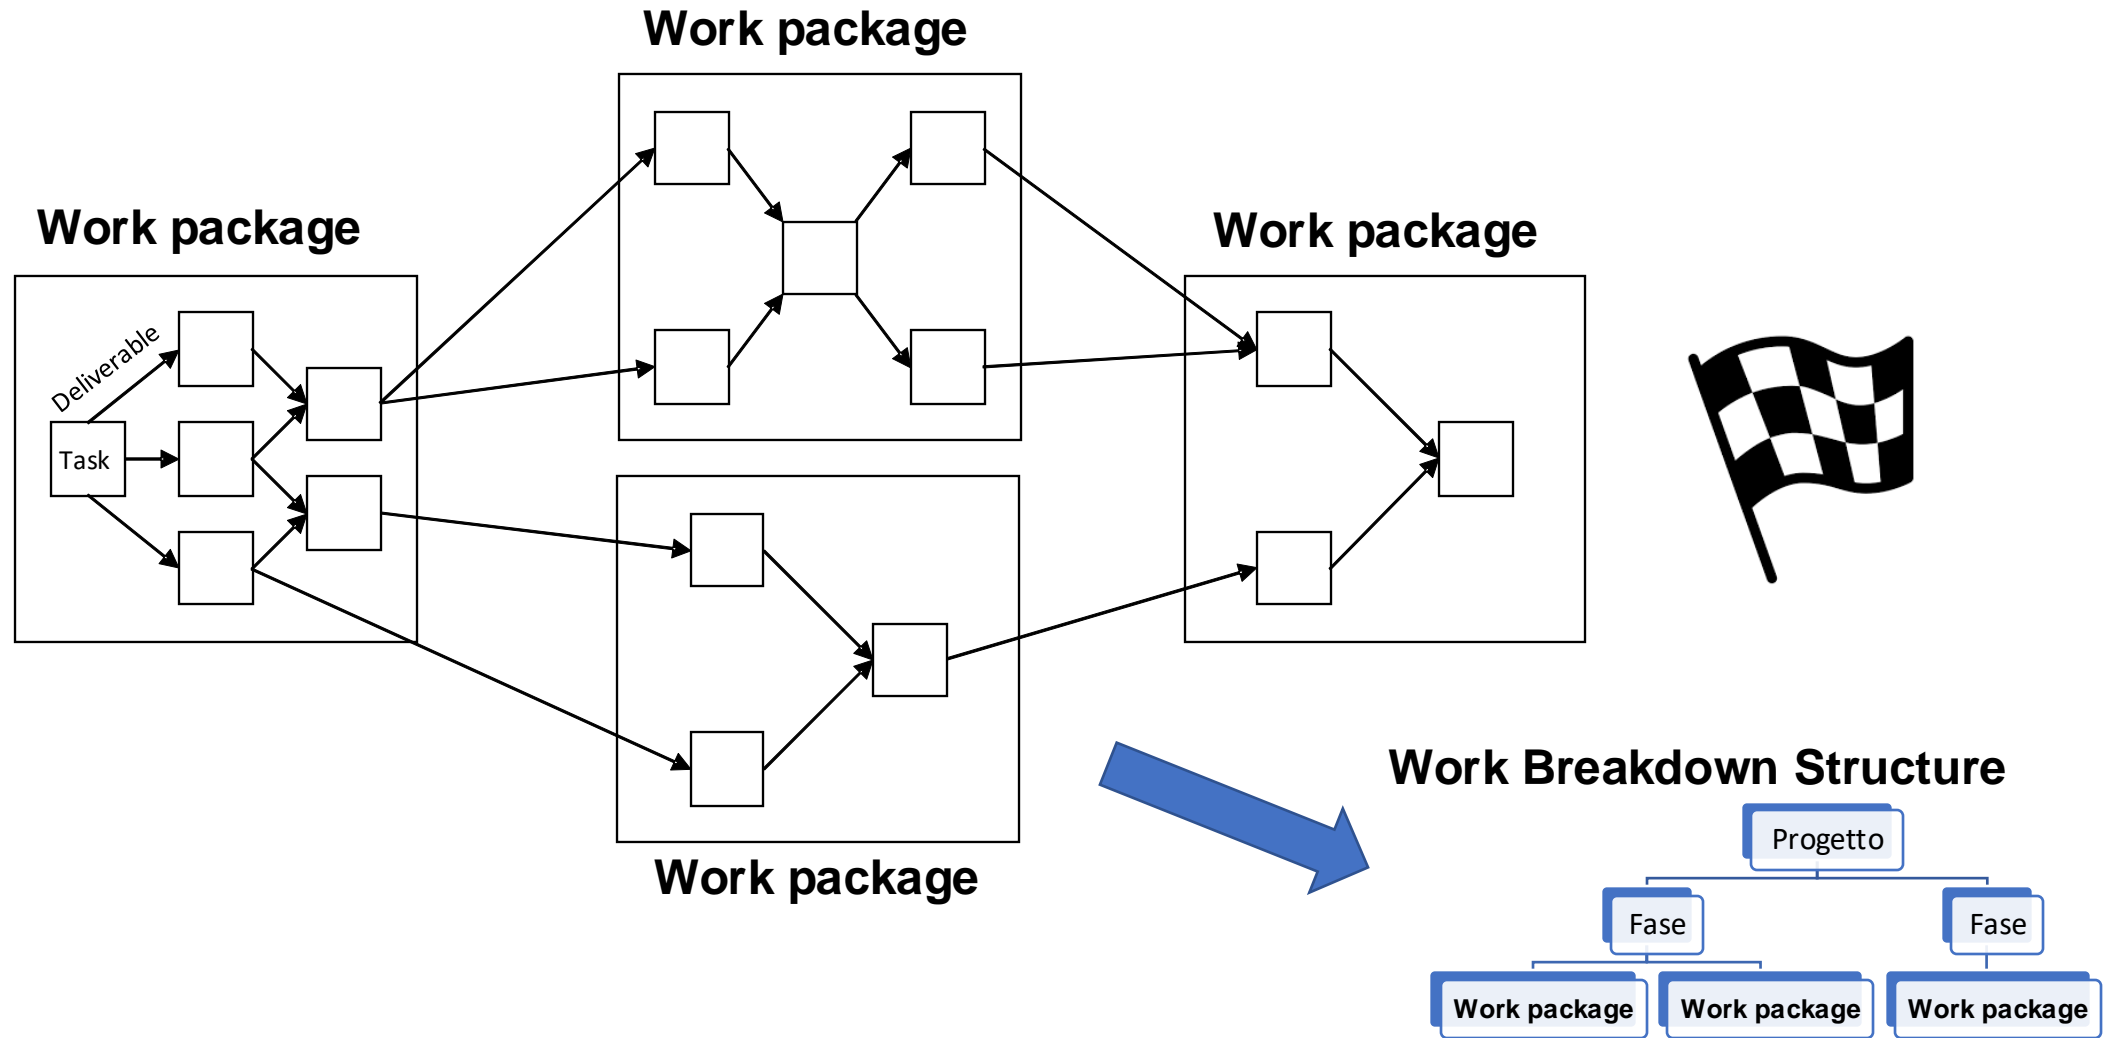 Work package
Work package
Work package
Deliverable
Task
Work package
Work Breakdown Structure
Progetto
Fase
Fase
Work package
Work package
Work package